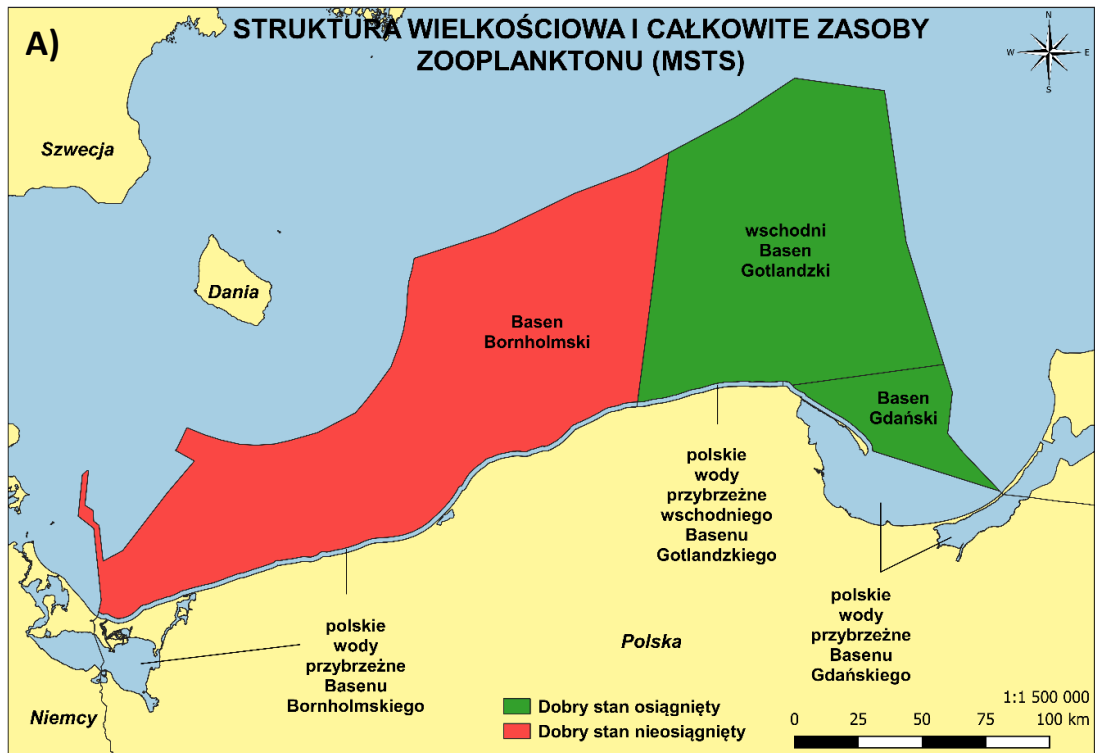 A)
STRUKTURA WIELKOŚCIOWA I CAŁKOWITE ZASOBY
ZOOPLANKTONU (MSTS)
N
W
E
S
Szwecja
Dania
wschodni
Basen
Gotlandzki
Basen
Bornholmski
Basen
Gdański
polskie
wody
przybrzeżne
wschodniego
Basenu
Gotlandzkiego
polskie
wody
przybrzeżne
Basenu
Gdańskiego
polskie
wody
przybrzeżne
Basenu
Bornholmskiego
Polska
Niemcy
Dobry stan osiągnięty
Dobry stan nieosiągnięty
1:1 500 000
0 25 50 75 100 km